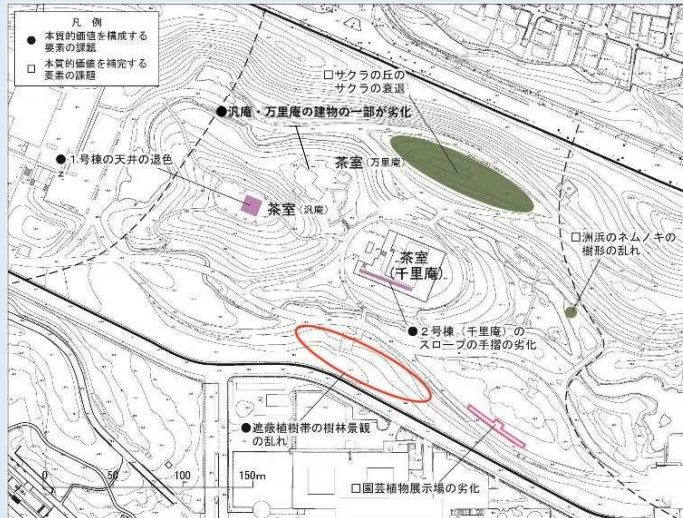 凡 例
● 本質的価値を構成する
要素の課題
□ 本質的価値を補完する
要素の課題
□サクラの丘の
サクラの衰退
●汎庵・万里庵の建物の一部が劣化
●1号棟の天井の退色
茶室（万里庵）
茶室（汎庵）
□洲浜のネムノキの
樹形の乱れ
茶室
（千里庵）
●2号棟（千里庵）の
スロープの手摺の劣化
●遮蔽植樹帯の樹林景観
の乱れ
0 50 100 150m
□園芸植物展示場の劣化